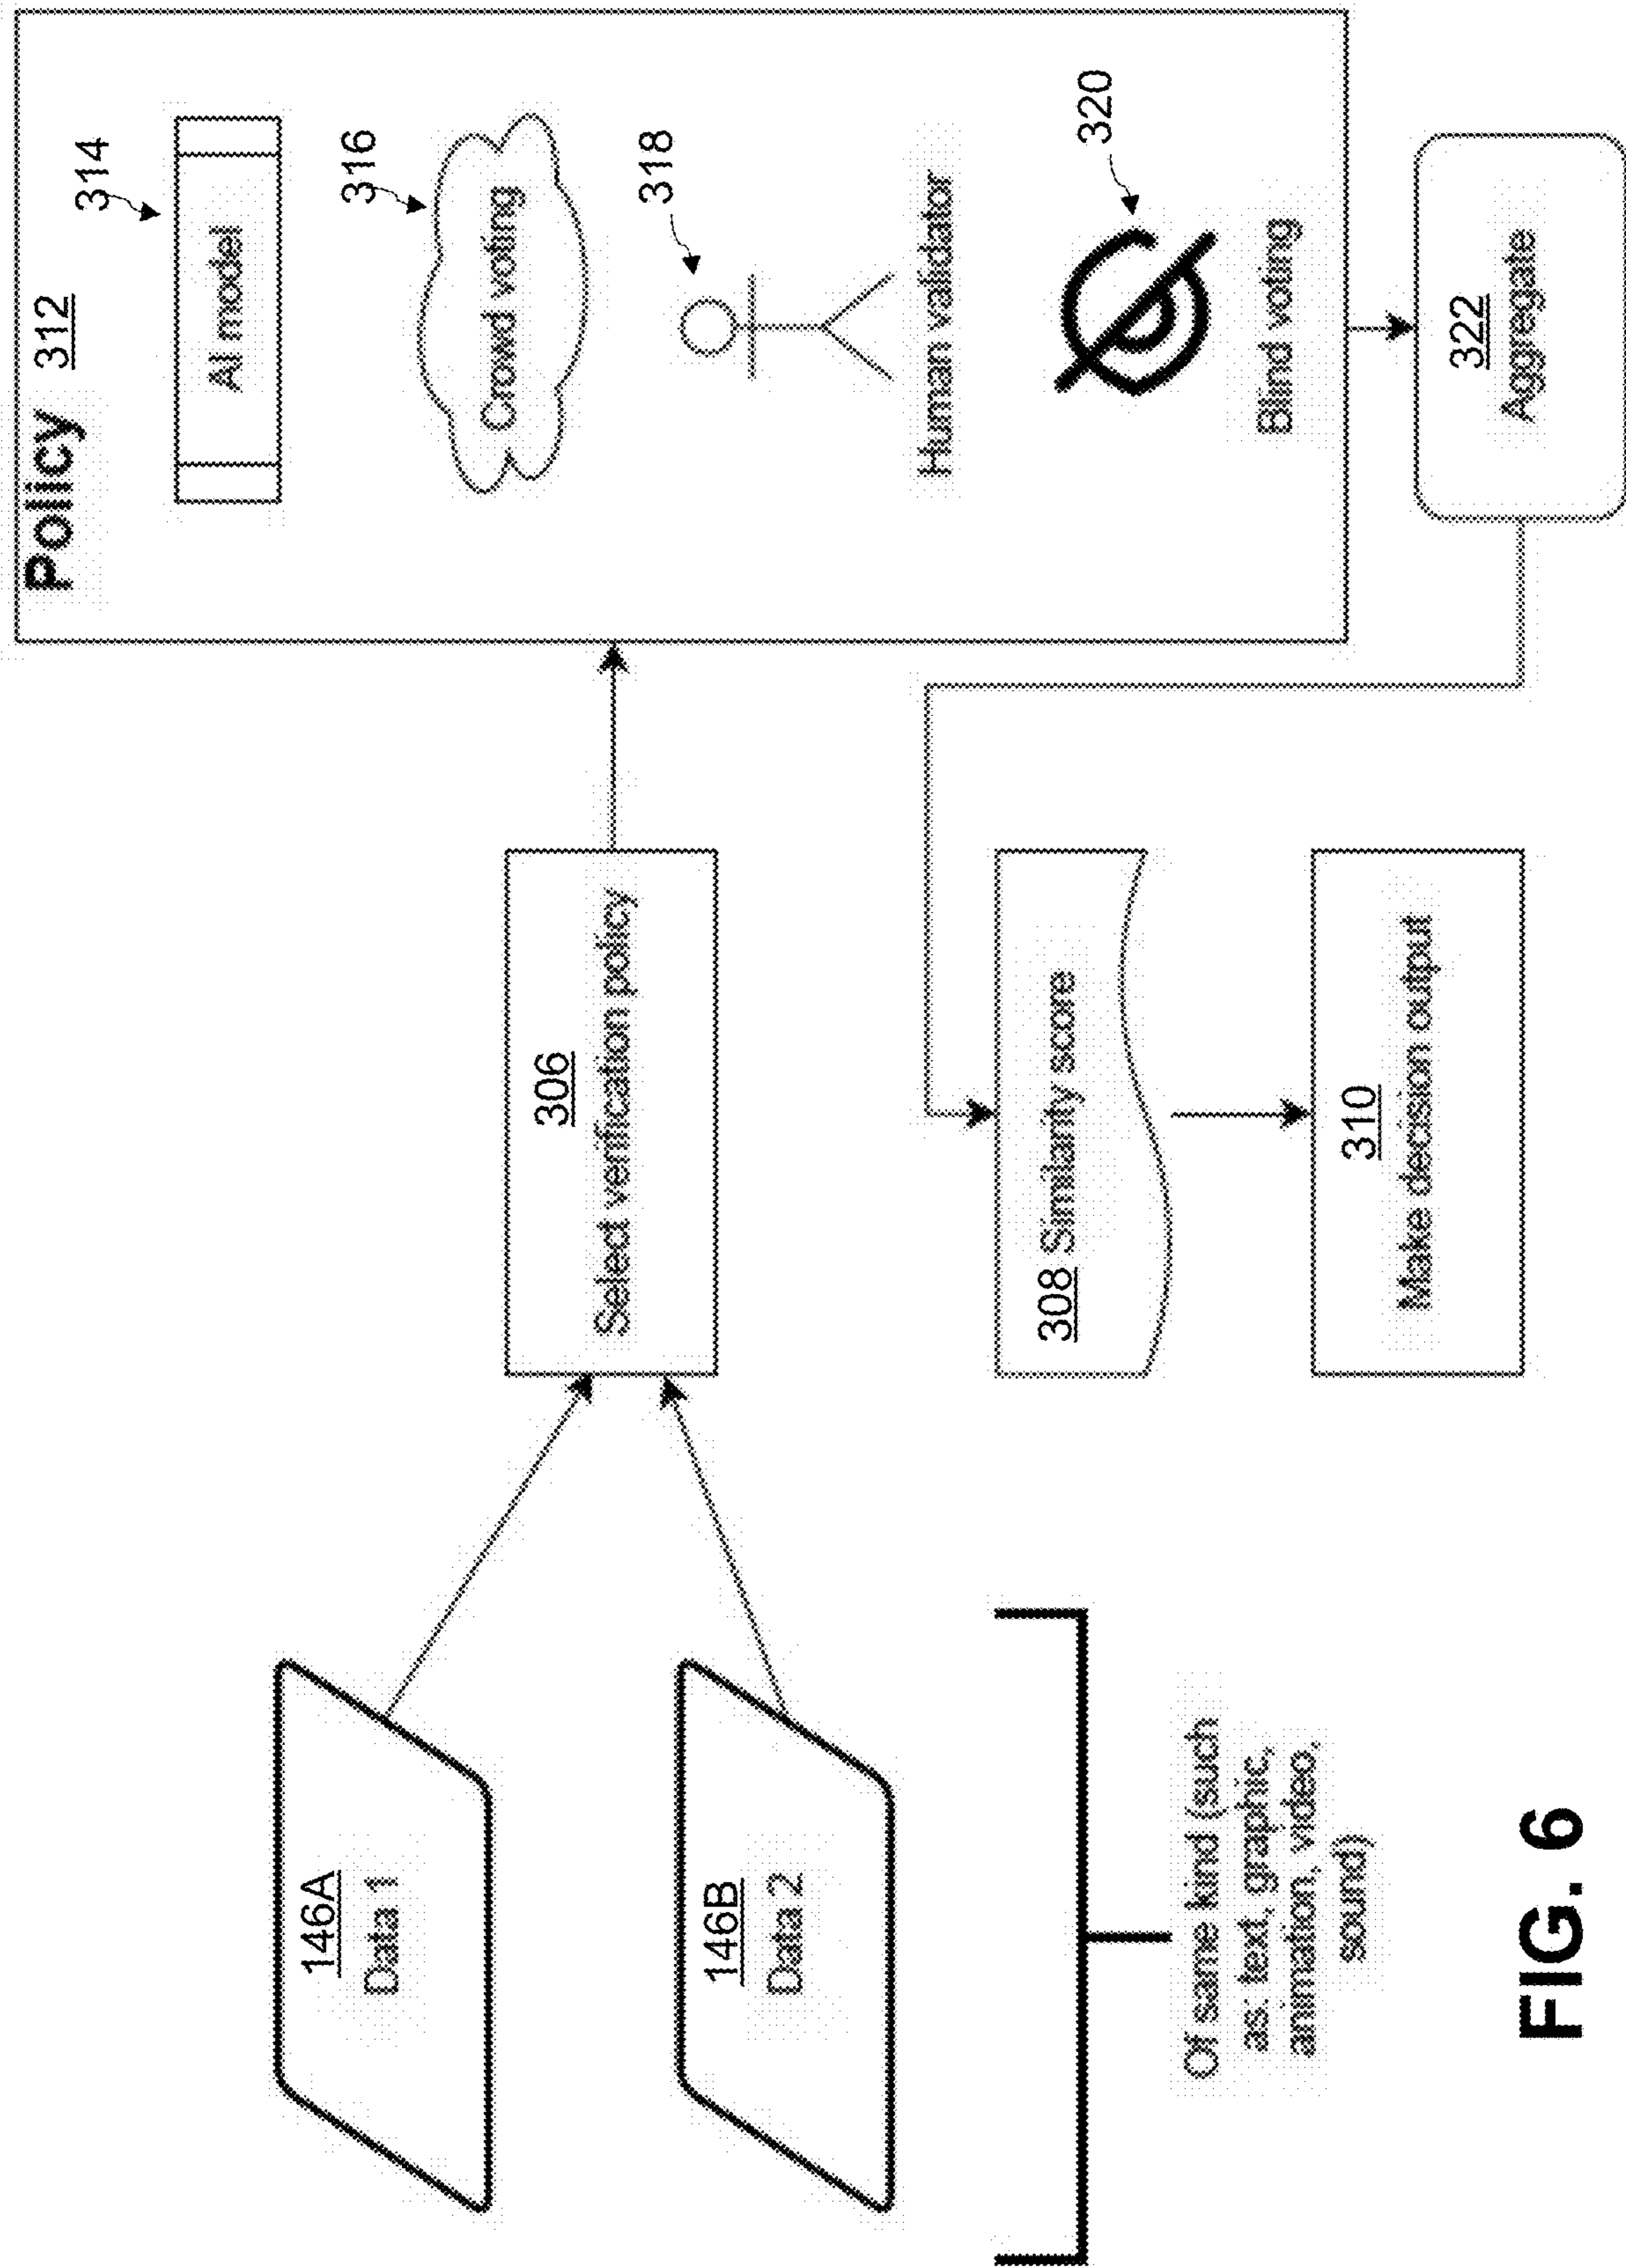 146A
Data 1
146B
Data 2
Of same kind (such
as: text, graphic,
animation, video,
sound)
306
Select verification policy
308 Similarity score
310
Make decision output
Policy 312
314
AI model
316
Crowd voting
318
Human validator
320
Blind voting
322
Aggregate
FIG. 6